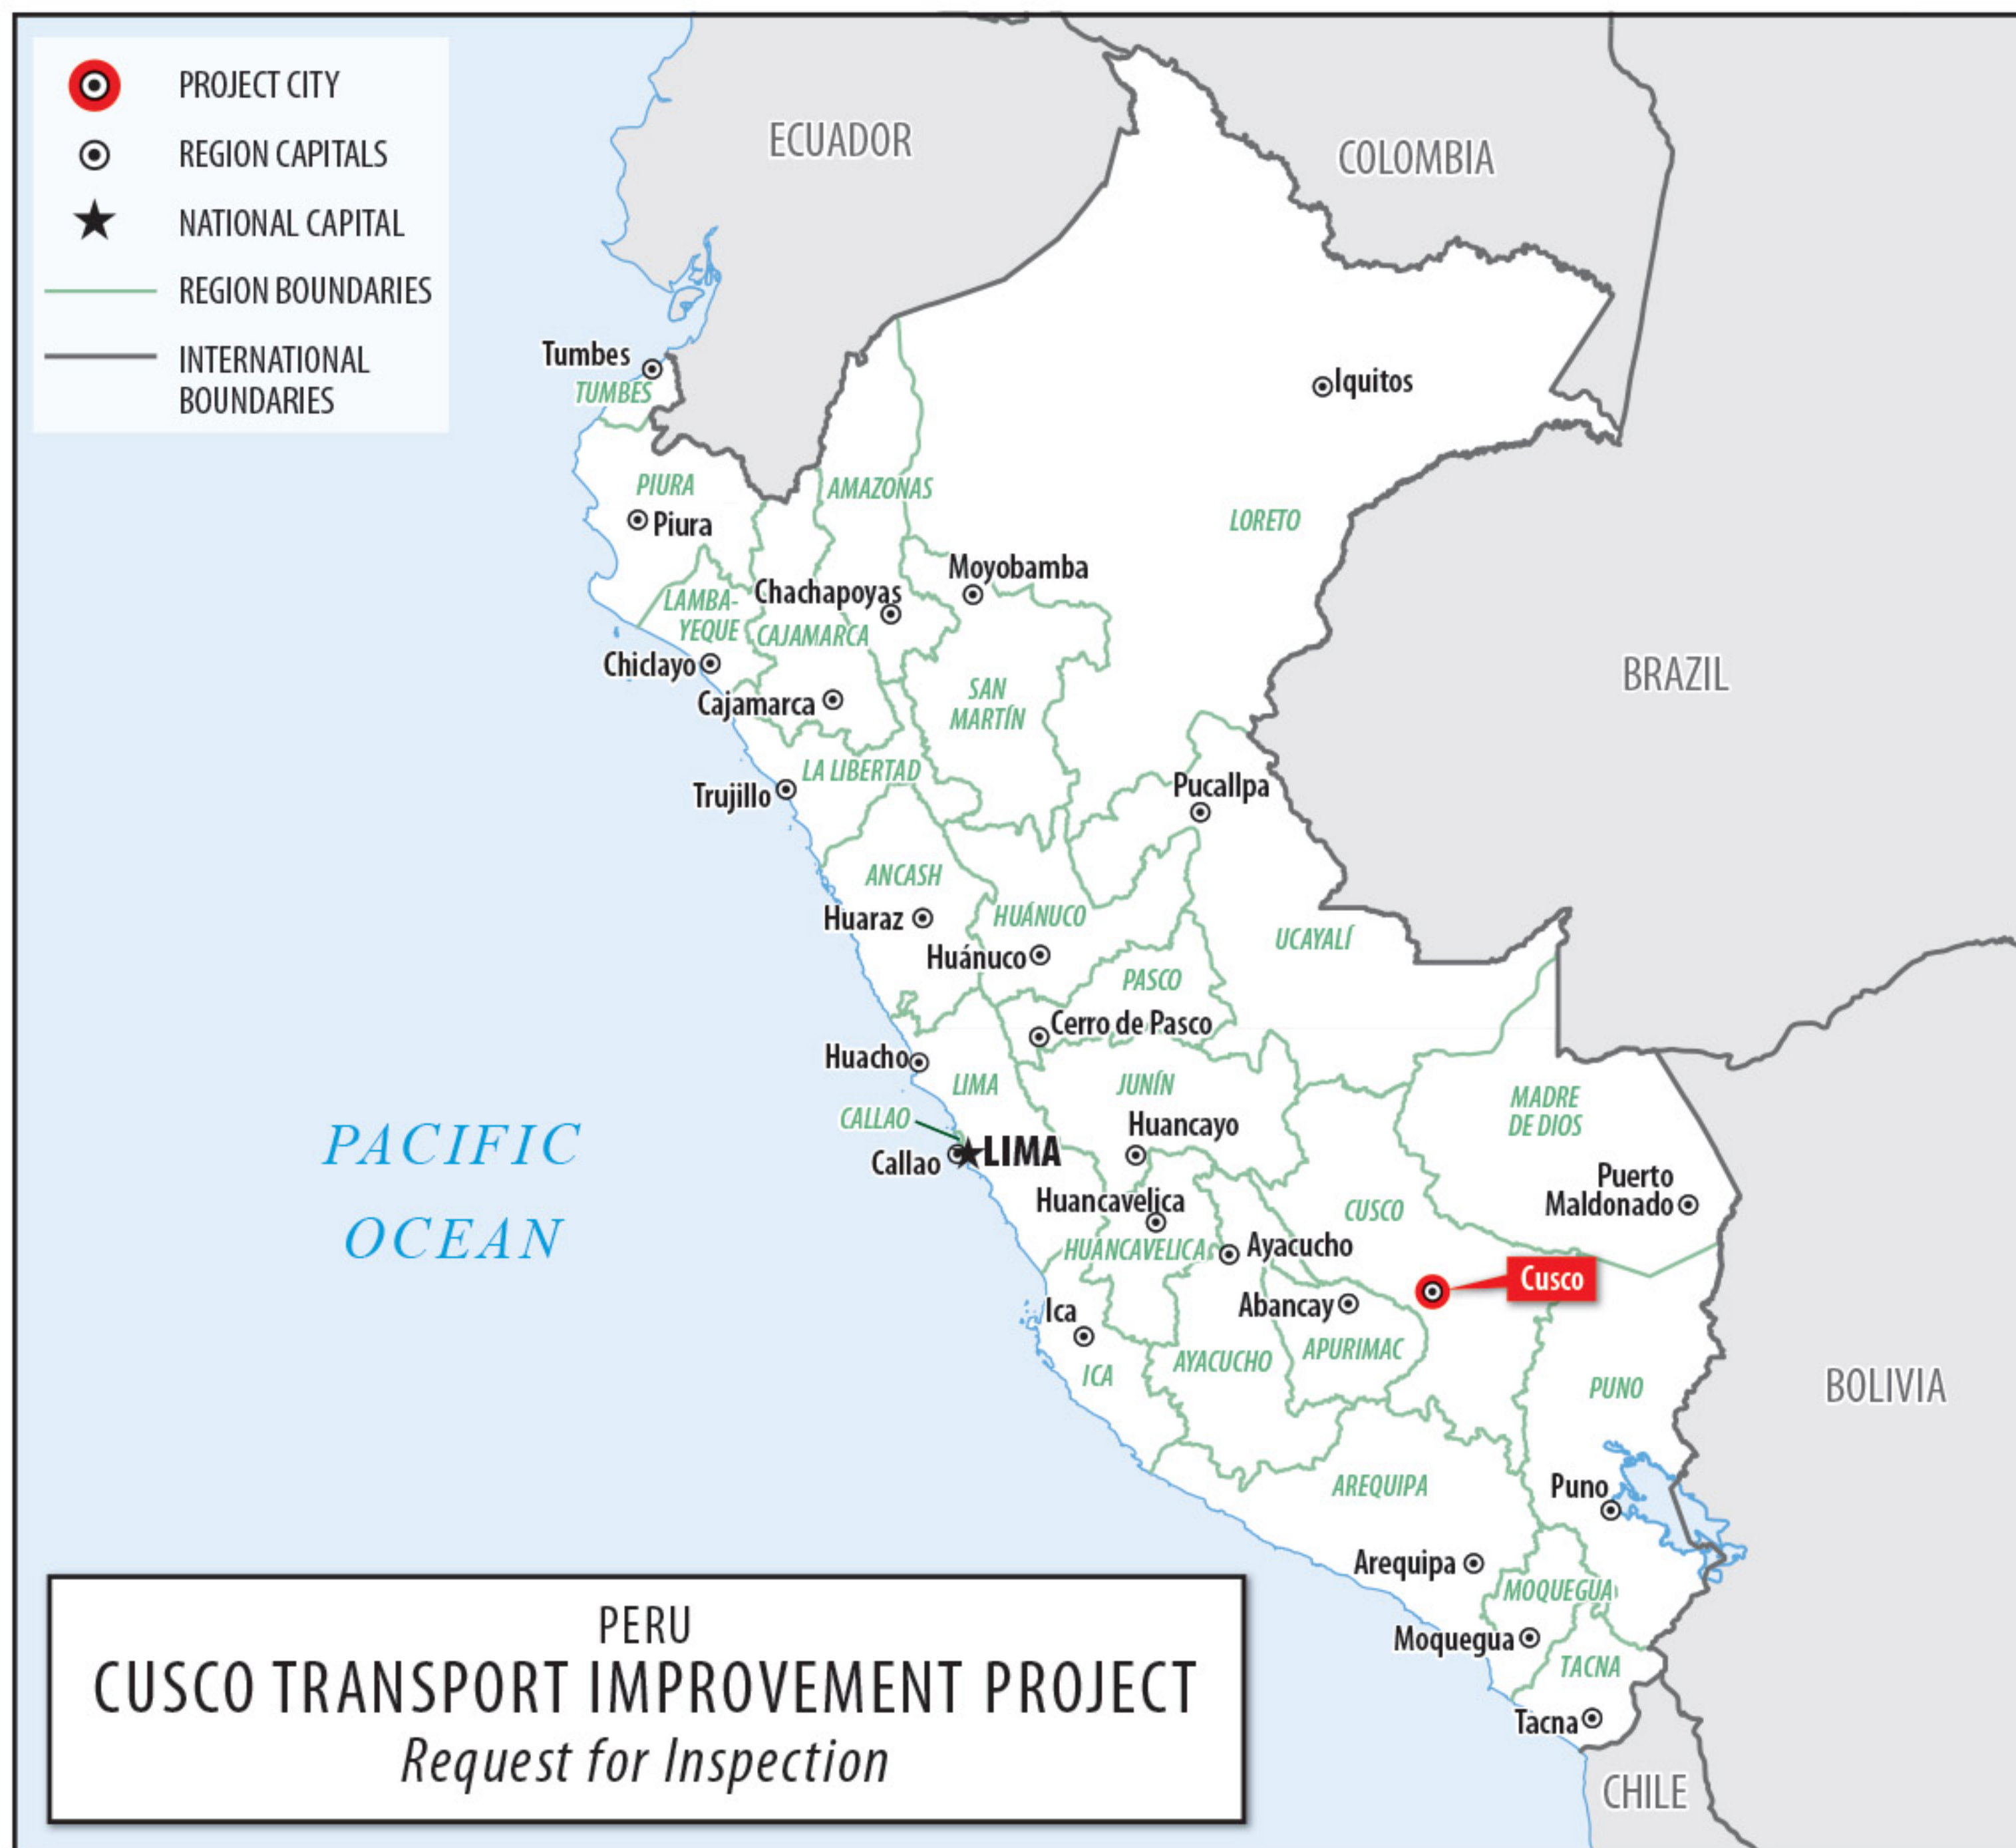 PROJECT CITY
REGION CAPITALS
NATIONAL CAPITAL
REGION BOUNDARIES
INTERNATIONAL
BOUNDARIES
ECUADOR
COLOMBIA
Tumbes
TUMBES
Iquitos
PIURA
AMAZONAS
Piura
LORETO
Moyobamba
Chachapoyas
LAMBA-
YEQUE
CAJAMARCA
Chiclayo
BRAZIL
SAN
MARTÍN
Cajamarca
LA LIBERTAD
Trujillo
Pucallpa
ANCASH
Huaraz
HUÁNUCO
UCAYALÍ
Huánuco
PASCO
Cerro de Pasco
Huacho
LIMA
JUNÍN
MADRE
DE DIOS
CALLAO
Huancayo
Callao
LIMA
PACIFIC
OCEAN
Puerto
Maldonado
Huancavelica
CUSCO
HUANCAVELICA
Ayacucho
Cusco
Ica
Abancay
APURIMAC
AYACUCHO
ICA
PUNO
BOLIVIA
AREQUIPA
Puno
Arequipa
MOQUEGUA
Moquegua
TACNA
Tacna
CHILE
PERU
CUSCO TRANSPORT IMPROVEMENT PROJECT
Request for Inspection